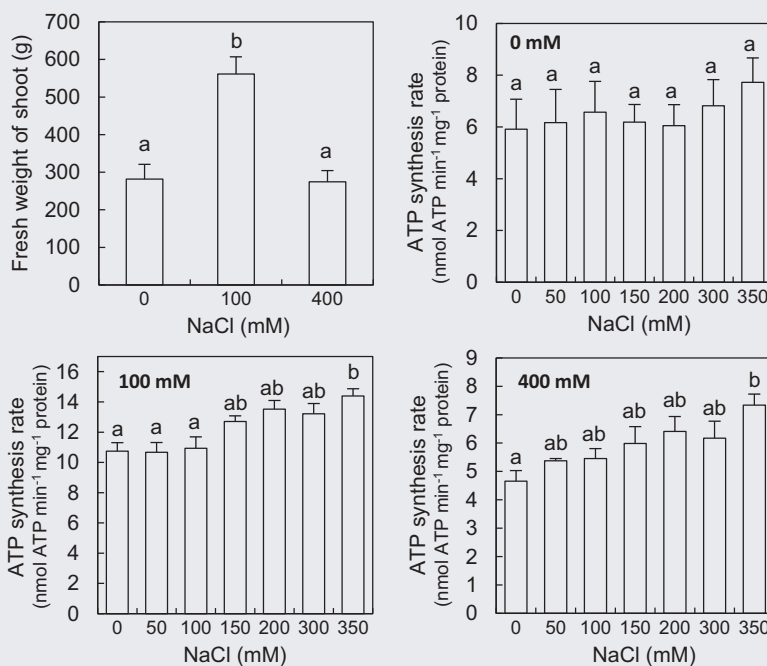 Fresh weight of shoot (g)
700
600
500
400
300
200
100
0
a
b
a
0 100 400
NaCl (mM)
ATP synthesis rate
(nmol ATP min⁻¹ mg⁻¹ protein)
10
8
6
4
2
0
0 mM
a a a a a a a
0 50 100 150 200 300 350
NaCl (mM)
ATP synthesis rate
(nmol ATP min⁻¹ mg⁻¹ protein)
16
14
12
10
8
6
4
2
0
100 mM
a a a ab ab ab b
0 50 100 150 200 300 350
NaCl (mM)
ATP synthesis rate
(nmol ATP min⁻¹ mg⁻¹ protein)
9
8
7
6
5
4
3
2
1
0
400 mM
a ab ab ab ab ab b
0 50 100 150 200 300 350
NaCl (mM)